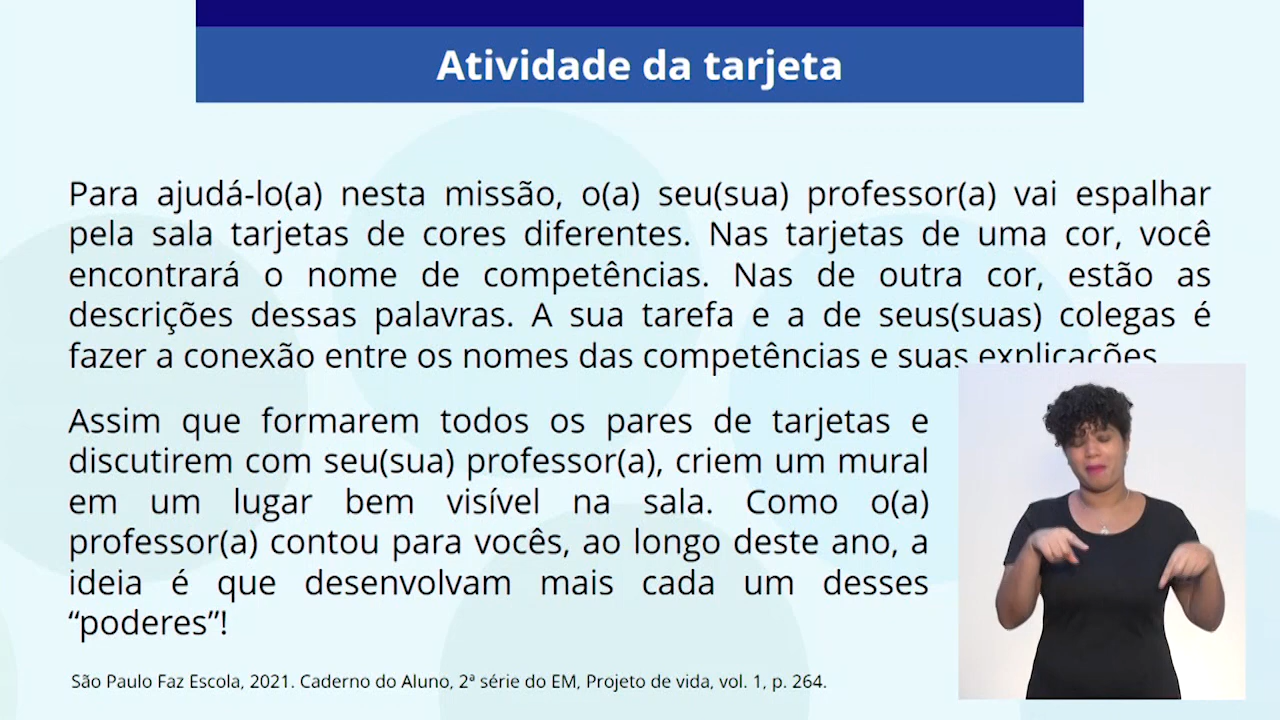 Atividade da tarjeta
Para ajudá-lo(a) nesta missão, o(a) seu(sua) professor(a) vai espalhar
pela sala tarjetas de cores diferentes. Nas tarjetas de uma cor, você
encontrará o nome de competências. Nas de outra cor, estão as
descrições dessas palavras. A sua tarefa e a de seus(suas) colegas é
fazer a conexão entre os nomes das competências e suas explicações.
Assim que formarem todos os pares de tarjetas e
discutirem com seu(sua) professor(a), criem um mural
em um lugar bem visível na sala. Como o(a)
professor(a) contou para vocês, ao longo deste ano, a
ideia é que desenvolvam mais cada um desses
“poderes”!
São Paulo Faz Escola, 2021. Caderno do Aluno, 2ª série do EM, Projeto de vida, vol. 1, p. 264.